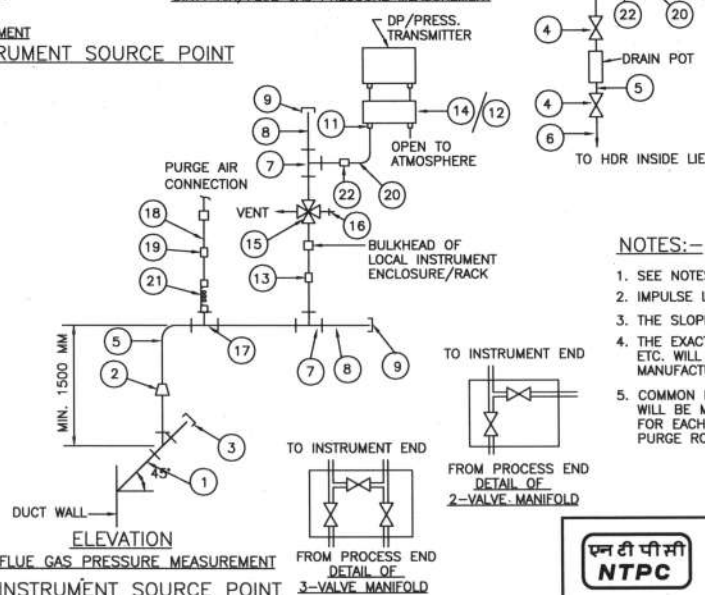 MENT
RUMENT SOURCE POINT
DP/PRESS.
TRANSMITTER
9
8
11
14/12
7
OPEN TO
ATMOSPHERE
22
20
PURGE AIR
CONNECTION
18
VENT
16
15
19
BULKHEAD OF
LOCAL INSTRUMENT
ENCLOSURE/RACK
13
21
5
17
7
8
9
2
MIN. 1500 MM
3
1
45°
DUCT WALL
ELEVATION
FLUE GAS PRESSURE MEASUREMENT
INSTRUMENT SOURCE POINT
TO INSTRUMENT END
FROM PROCESS END
DETAIL OF
3-VALVE MANIFOLD
TO INSTRUMENT END
FROM PROCESS END
DETAIL OF
2-VALVE MANIFOLD
22
20
4
DRAIN POT
5
4
6
TO HDR INSIDE LIE
NOTES:-
1. SEE NOTES
2. IMPULSE L
3. THE SLOP
4. THE EXACT
ETC. WILL
MANUFACTU
5. COMMON
WILL BE M
FOR EACH
PURGE RO
एन टी पी सी
NTPC